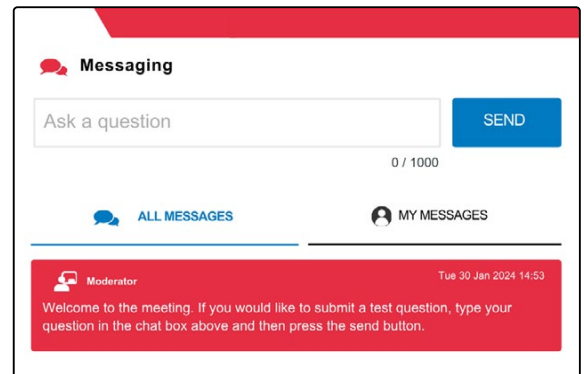 Messaging
Ask a question
SEND
0 / 1000
ALL MESSAGES
MY MESSAGES
Moderator
Tue 30 Jan 2024 14:53
Welcome to the meeting. If you would like to submit a test question, type your
question in the chat box above and then press the send button.